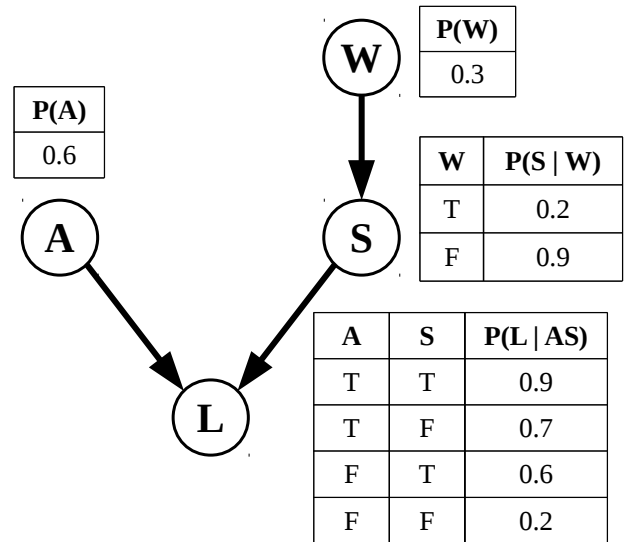 W
P(W)
0.3
P(A)
0.6
A
S
W P(S | W)
T 0.2
F 0.9
L
A S P(L | AS)
T T 0.9
T F 0.7
F T 0.6
F F 0.2